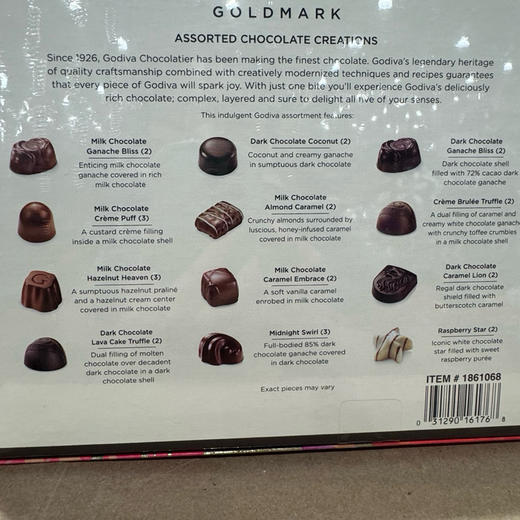 GOLDMARK
ASSORTED CHOCOLATE CREATIONS
Since 1926, Godiva Chocolatier has been making the finest chocolate. Godiva's legendary heritage
of quality craftsmanship combined with creatively modernized techniques and recipes guarantees
that every piece of Godiva will spark joy. With just one bite you'll experience Godiva's deliciously
rich chocolate; complex, layered and sure to delight all five of your senses.
This indulgent Godiva assortment features:
Milk Chocolate
Ganache Bliss (2)
Enticing milk chocolate
ganache covered in rich
milk chocolate
Dark Chocolate Coconut (2)
Coconut and creamy ganache
in sumptuous dark chocolate
Dark Chocolate
Ganache Bliss (2)
Dark chocolate shell
filled with 72% cacao dark
chocolate ganache
Milk Chocolate
Crème Puff (3)
A custard crème filling
inside a milk chocolate shell
Milk Chocolate
Almond Caramel (2)
Crunchy almonds surrounded by
luscious, honey-infused caramel
covered in milk chocolate
Crème Brulée Truffle (2)
A dual filling of caramel and
creamy white chocolate ganache
with crunchy toffee crumbies
in a milk chocolate shell
Milk Chocolate
Hazelnut Heaven (3)
A sumptuous hazelnut praliné
and a hazelnut cream center
covered in milk chocolate
Milk Chocolate
Caramel Embrace (2)
A soft vanilla caramel
enrobed in milk chocolate
Dark Chocolate
Caramel Lion (2)
Regal dark chocolate
shield filled with
butterscotch caramel
Dark Chocolate
Lava Cake Truffle (2)
Dual filling of molten
chocolate over decadent
dark chocolate in a dark
chocolate shell
Midnight Swirl (3)
Full-bodied 85% dark
chocolate ganache covered
in dark chocolate
Raspberry Star (2)
Iconic white chocolate
star filled with sweet
raspberry purée
Exact pieces may vary
ITEM # 1861068
0 31290 16176 8